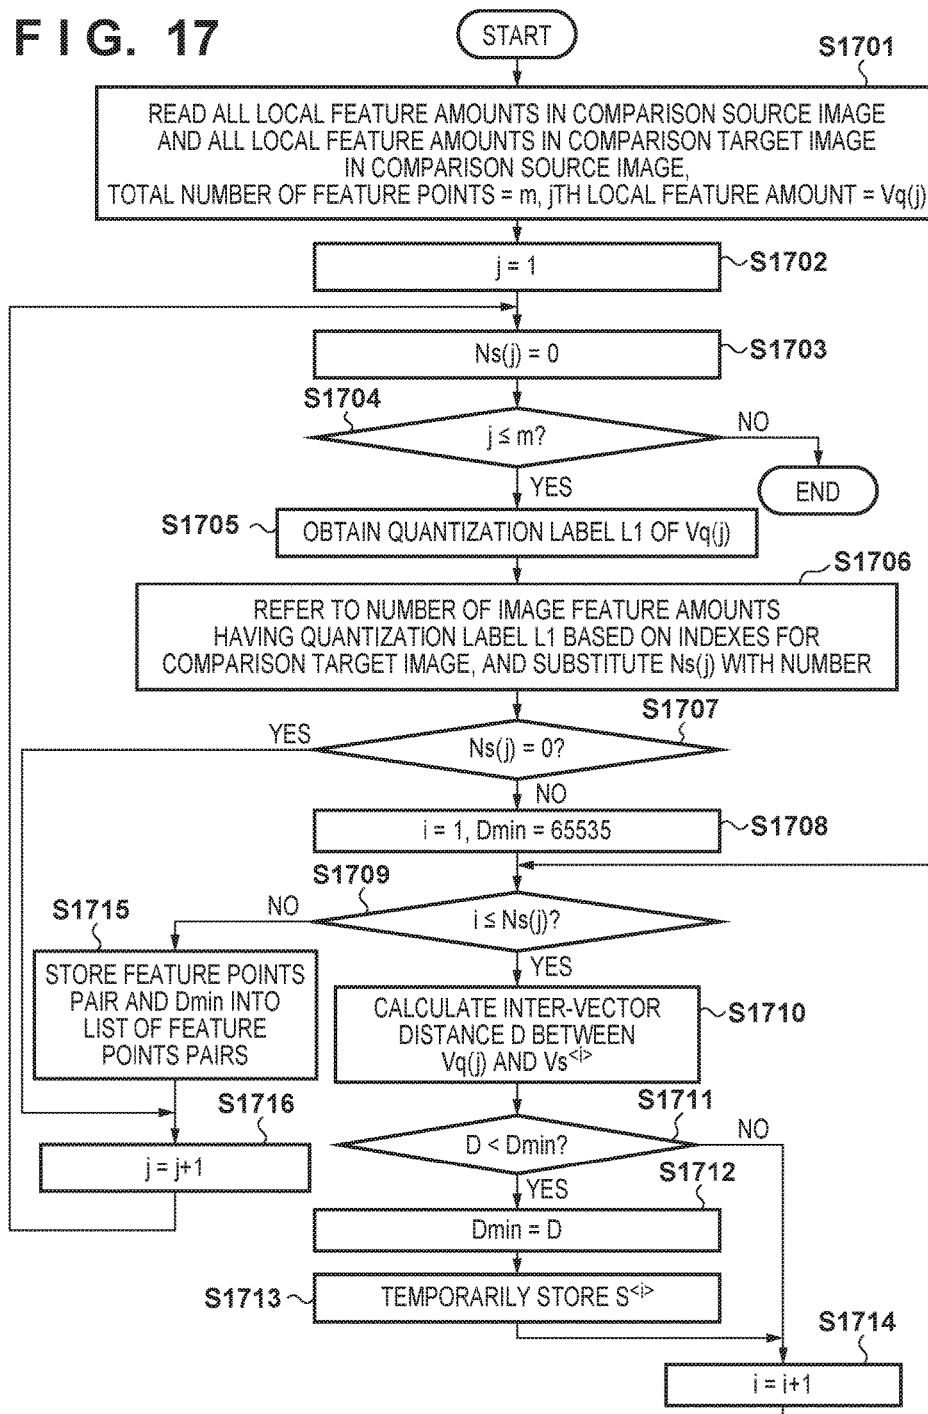 FIG. 17
START
S1701
READ ALL LOCAL FEATURE AMOUNTS IN COMPARISON SOURCE IMAGE
AND ALL LOCAL FEATURE AMOUNTS IN COMPARISON TARGET IMAGE
IN COMPARISON SOURCE IMAGE,
TOTAL NUMBER OF FEATURE POINTS = m, jTH LOCAL FEATURE AMOUNT = Vq(j)
j = 1
S1702
Ns(j) = 0
S1703
S1704
j ≤ m?
NO
YES
END
S1705
OBTAIN QUANTIZATION LABEL L1 OF Vq(j)
S1706
REFER TO NUMBER OF IMAGE FEATURE AMOUNTS
HAVING QUANTIZATION LABEL L1 BASED ON INDEXES FOR
COMPARISON TARGET IMAGE, AND SUBSTITUTE Ns(j) WITH NUMBER
S1707
YES
Ns(j) = 0?
NO
i = 1, Dmin = 65535
S1708
S1709
NO
i ≤ Ns(j)?
YES
S1715
STORE FEATURE POINTS
PAIR AND Dmin INTO
LIST OF FEATURE
POINTS PAIRS
CALCULATE INTER-VECTOR
DISTANCE D BETWEEN
Vq(j) AND Vs<i>
S1710
S1716
j = j+1
S1711
D < Dmin?
NO
YES
S1712
Dmin = D
S1713
TEMPORARILY STORE S<i>
S1714
i = i+1